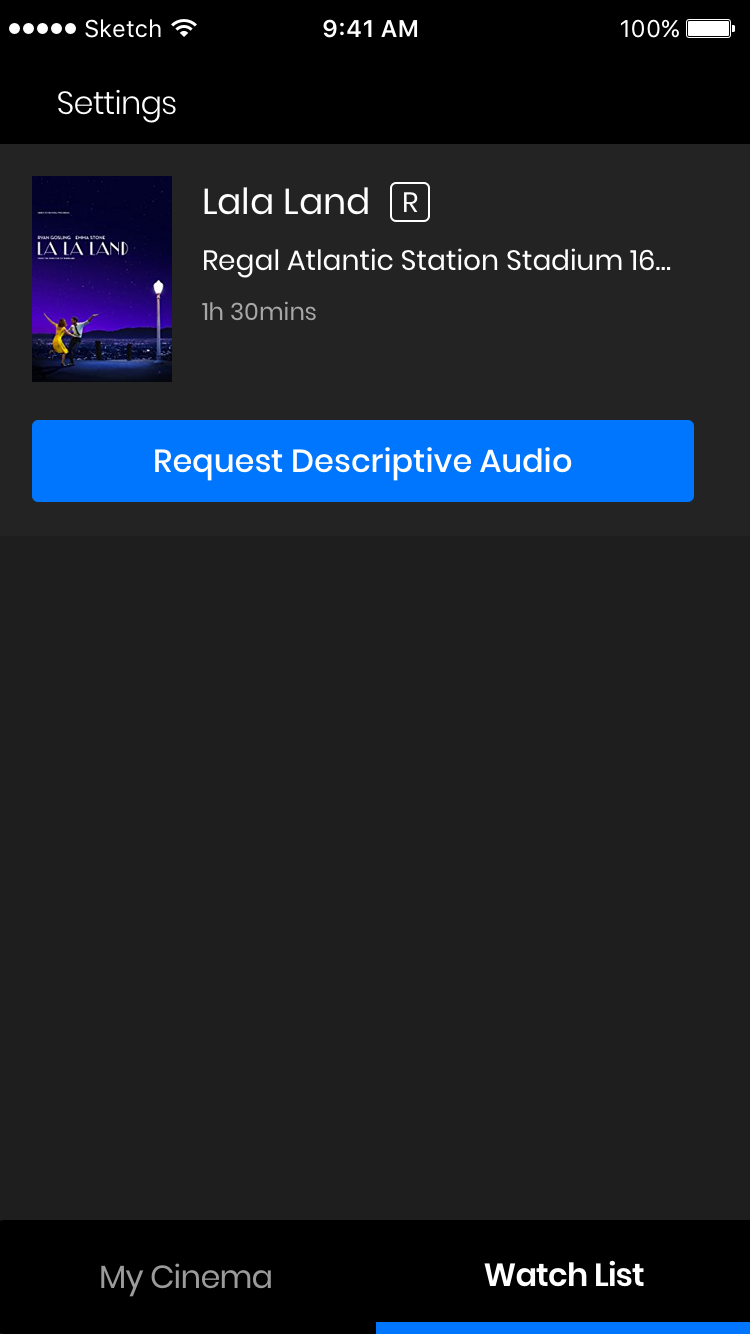 Sketch 9:41 AM 100%
Settings
Lala Land R
Regal Atlantic Station Stadium 16...
1h 30mins
RYAN GOSLING EMMA STONE
LA LA LAND
Request Descriptive Audio
My Cinema Watch List